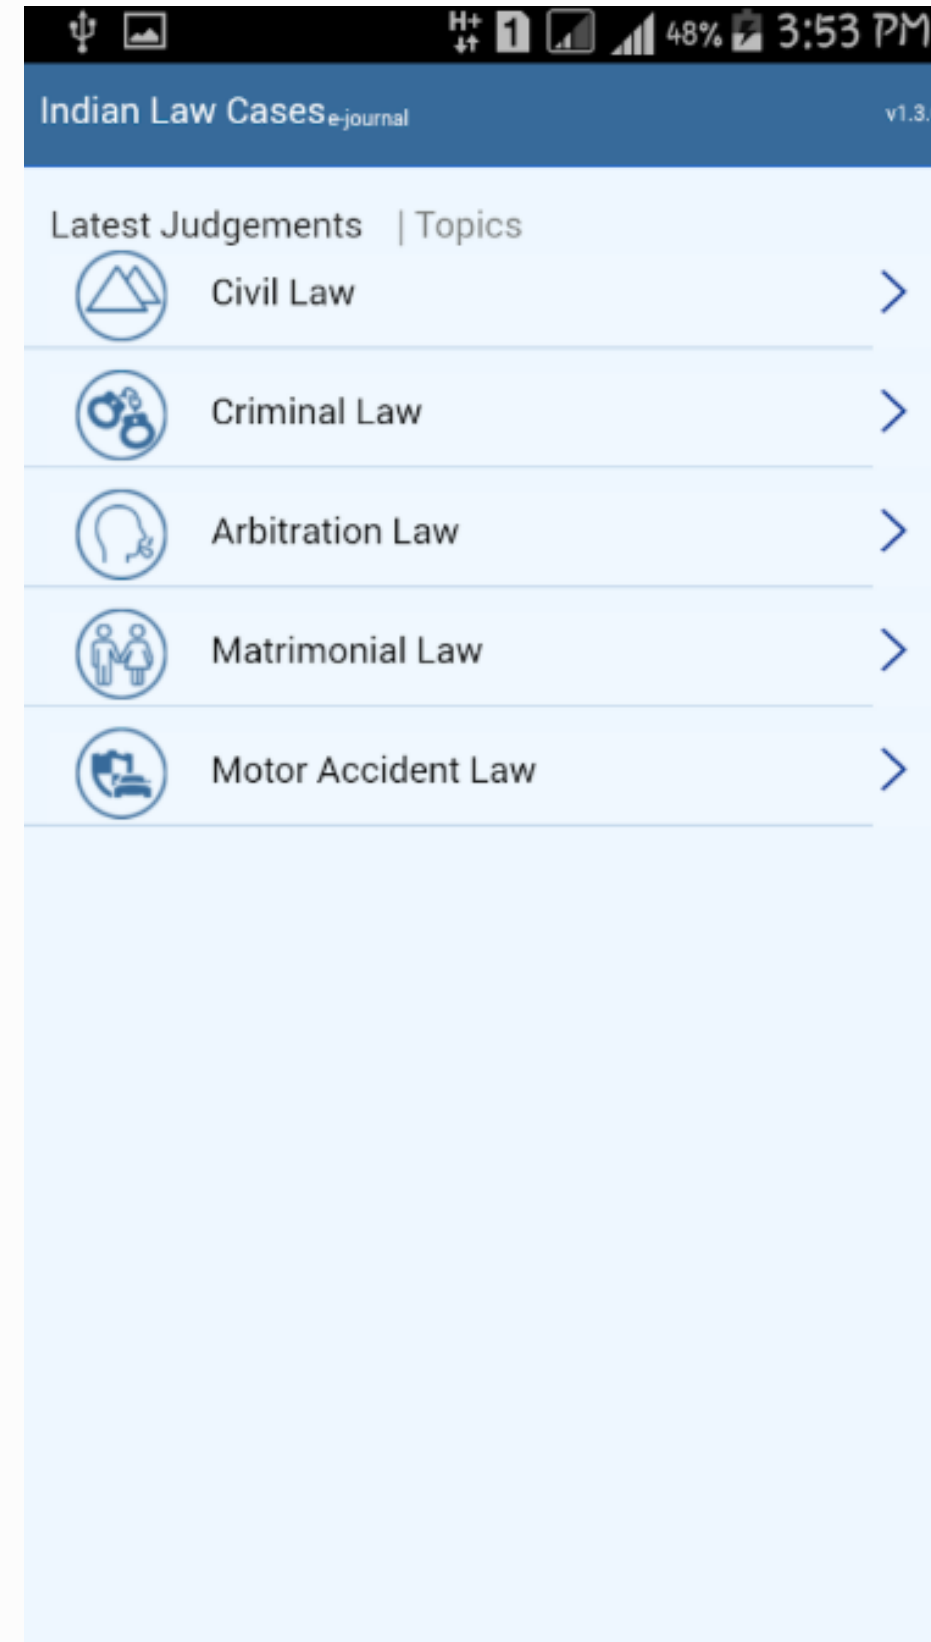 H+ 1 48% 3:53 PM
Indian Law Cases e-journal v1.3.
Latest Judgements | Topics
Civil Law
Criminal Law
Arbitration Law
Matrimonial Law
Motor Accident Law